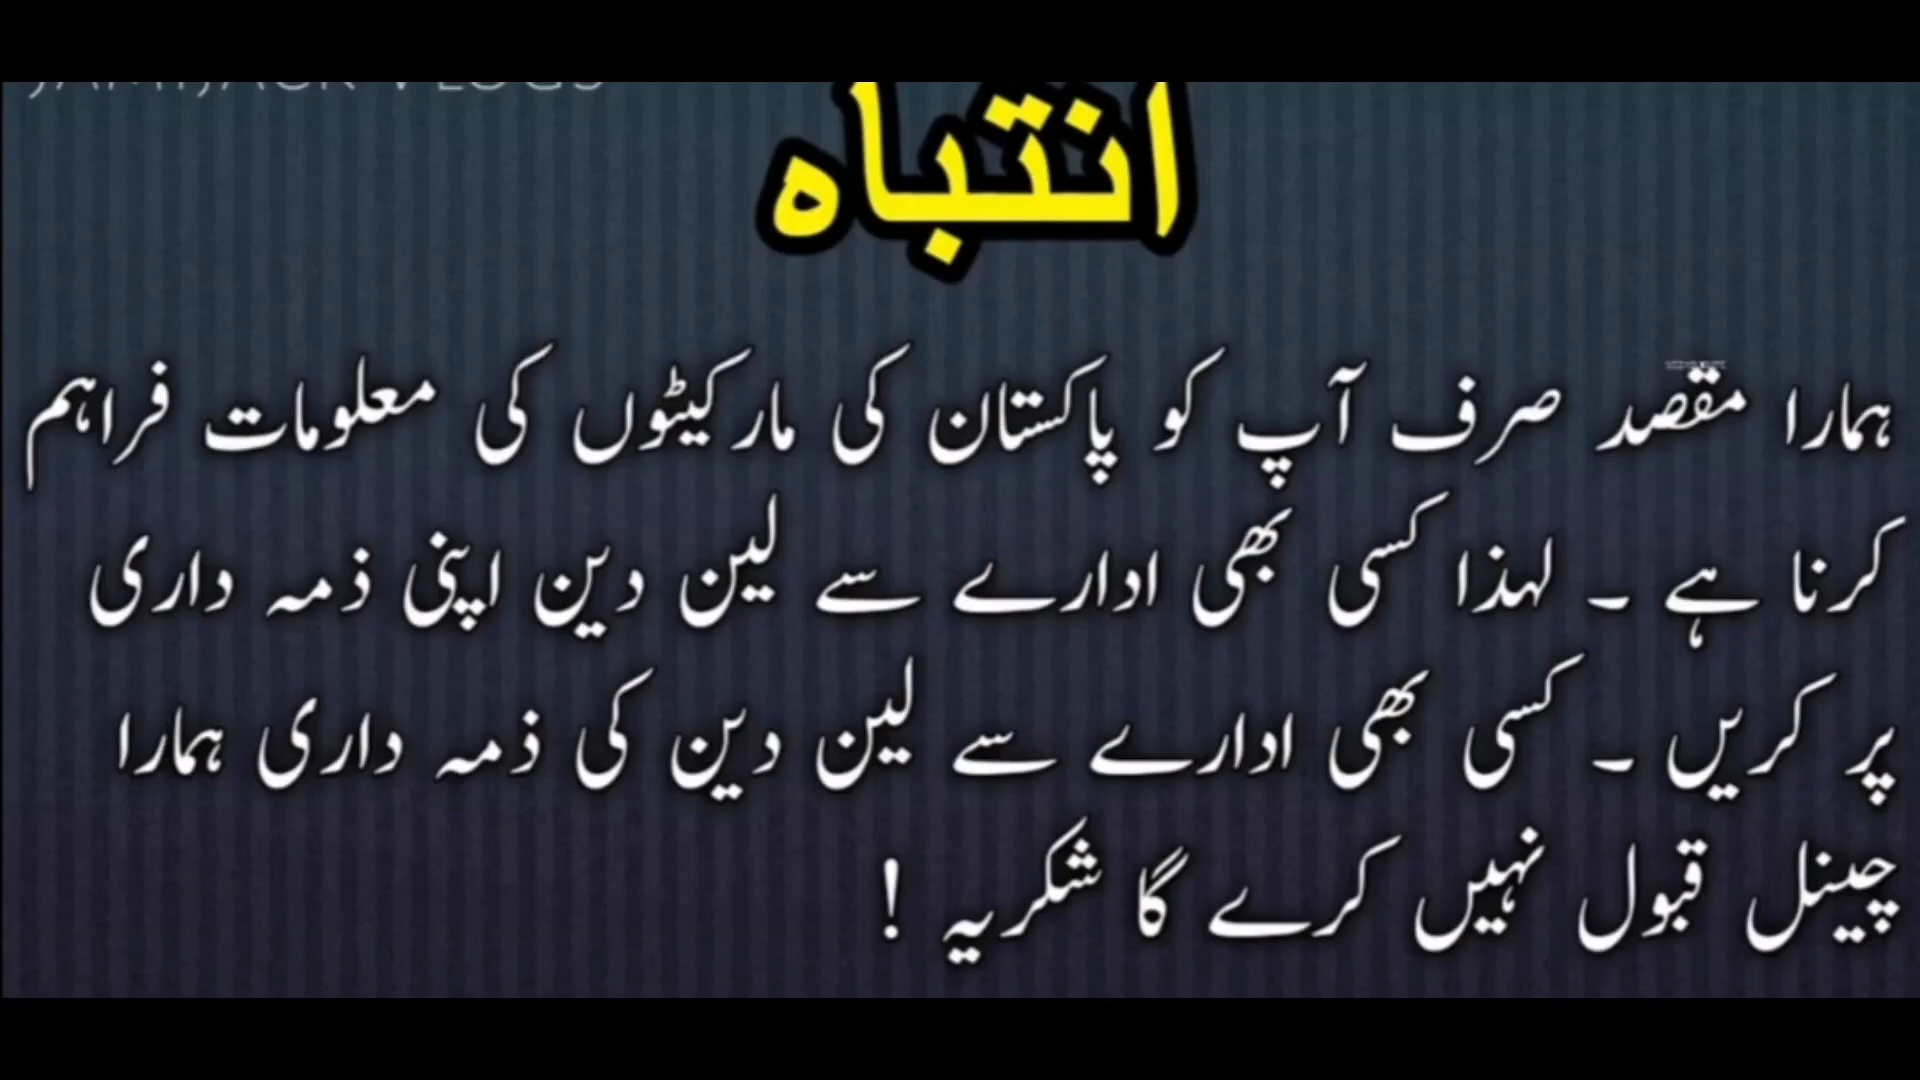 انتباہ
ہمارا مقصد صرف آپ کو پاکستان کی مارکیٹوں کی معلومات فراہم
کرنا ہے ۔ لہذا کسی بھی ادارے سے لین دین اپنی ذمہ داری
پر کریں ۔ کسی بھی ادارے سے لین دین کی ذمہ داری ہمارا
چینل قبول نہیں کرے گا شکریہ !